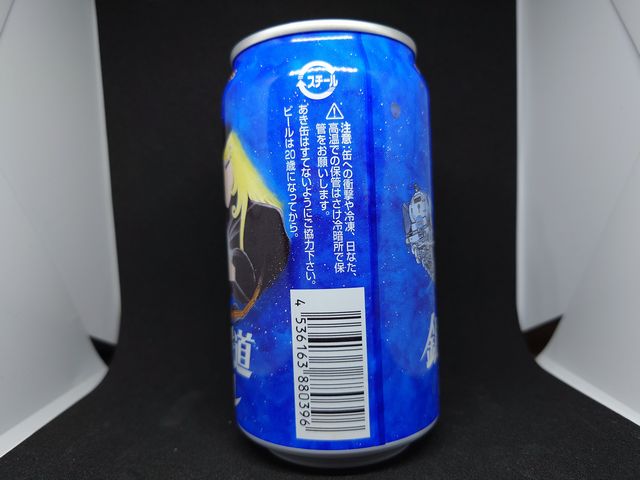 スチール
⚠注意:缶への衝撃や冷凍、日なた、
高温での保管はさけ冷暗所で保
管をお願いします。
あき缶はすてないようにご協力下さい。
ビールは20歳になってから。
4 536163 880396
道
銀